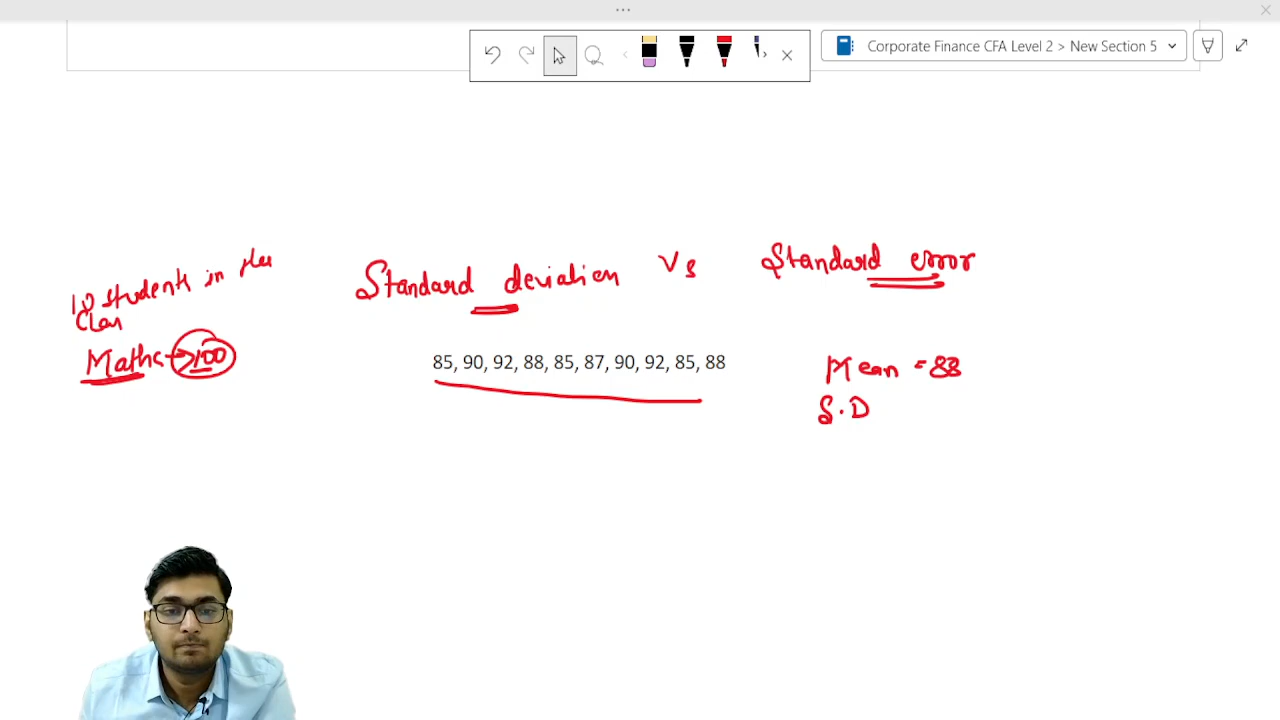 Corporate Finance CFA Level 2 > New Section 5
Standard deviation Vs Standard error
10 students in the
Class
Maths → 100
85, 90, 92, 88, 85, 87, 90, 92, 85, 88
Mean = 88
S.D